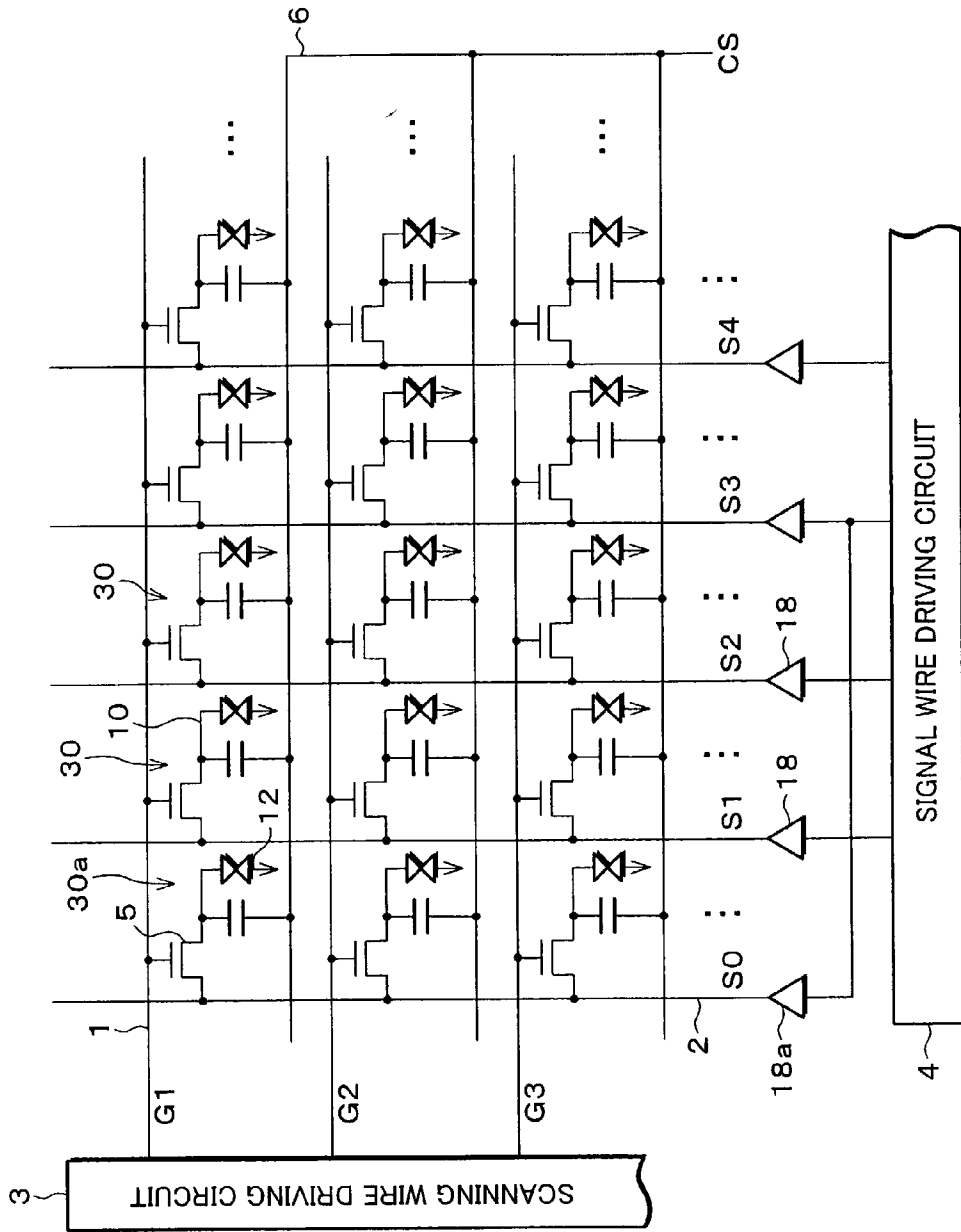 6
CS
...
...
...
30
30
10
12
30a
5
1
G1
G2
G3
3
SCANNING WIRE DRIVING CIRCUIT
S0
S1
S2
S3
S4
...
...
...
...
...
2
18a
18
18
4
SIGNAL WIRE DRIVING CIRCUIT